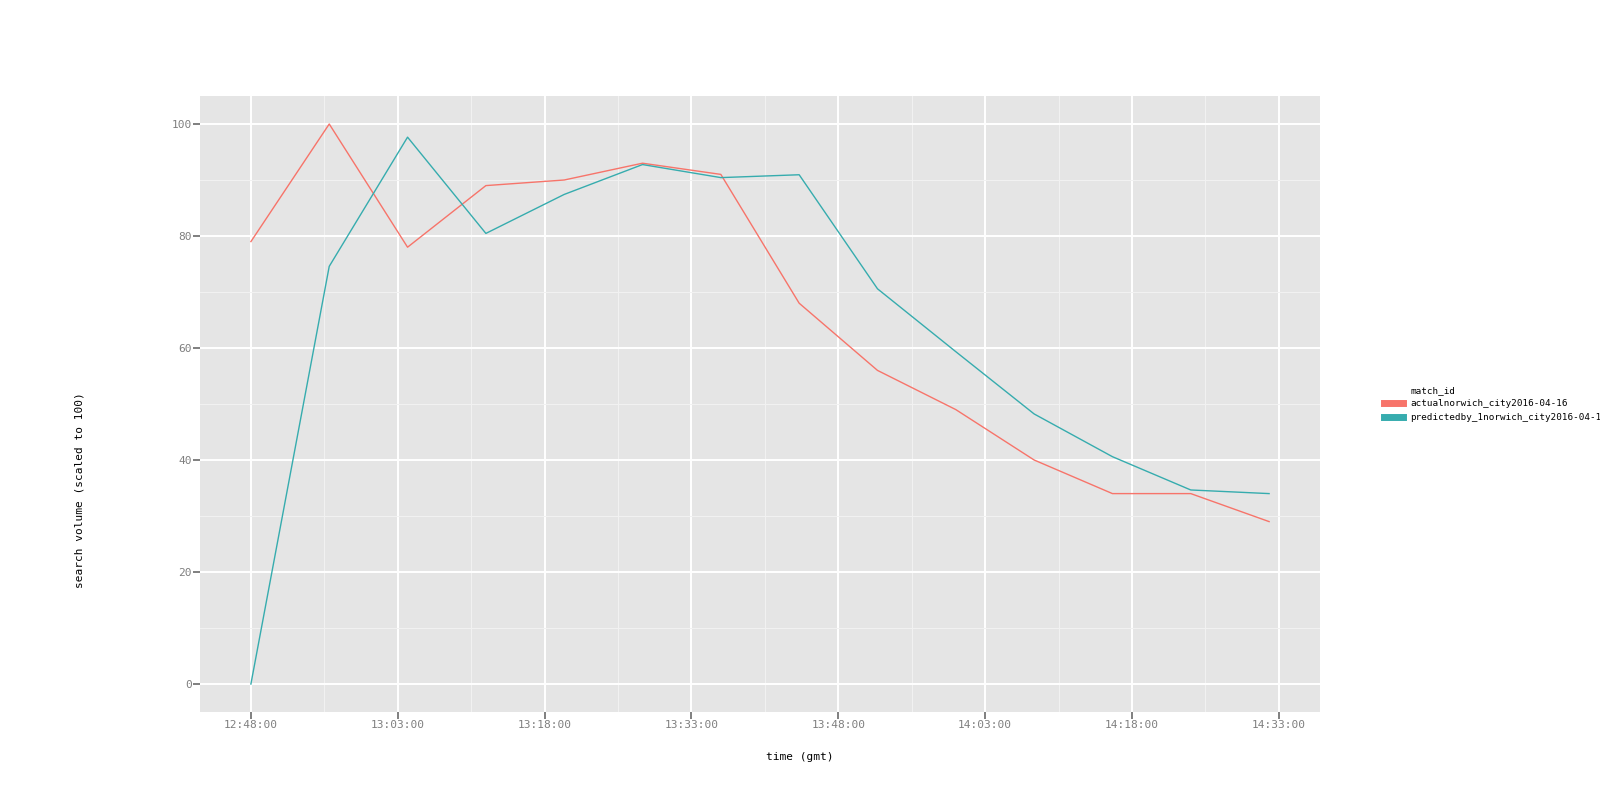 100
80
60
40
20
0
12:48:00 13:03:00 13:18:00 13:33:00 13:48:00 14:03:00 14:18:00 14:33:00
time (gmt)
search volume (scaled to 100)
match_id
actualnorwich_city2016-04-16
predictedby_1norwich_city2016-04-1